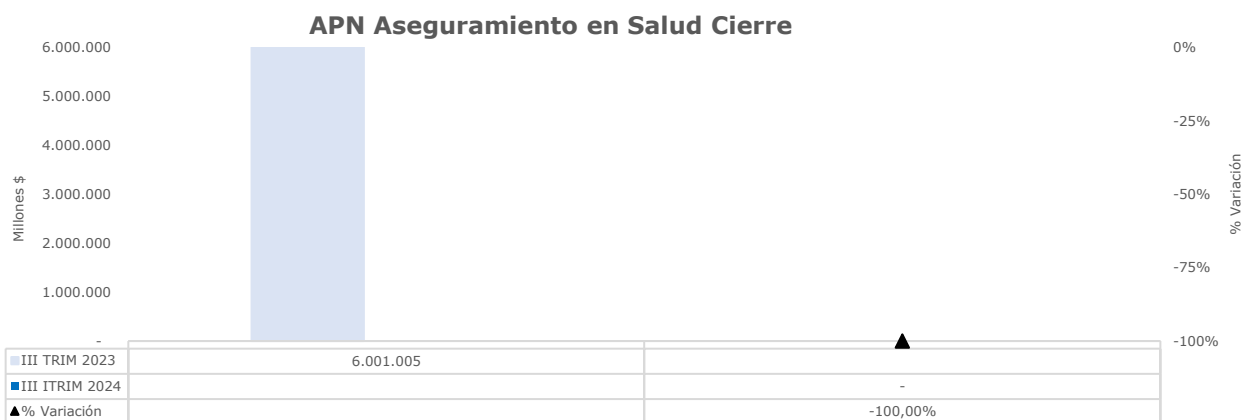 APN Aseguramiento en Salud Cierre
6.000.000
5.000.000
4.000.000
3.000.000
2.000.000
1.000.000
-
Millones $
0%
-25%
-50%
-75%
-100%
% Variación
III TRIM 2023 6.001.005
III ITRIM 2024 -
% Variación -100,00%